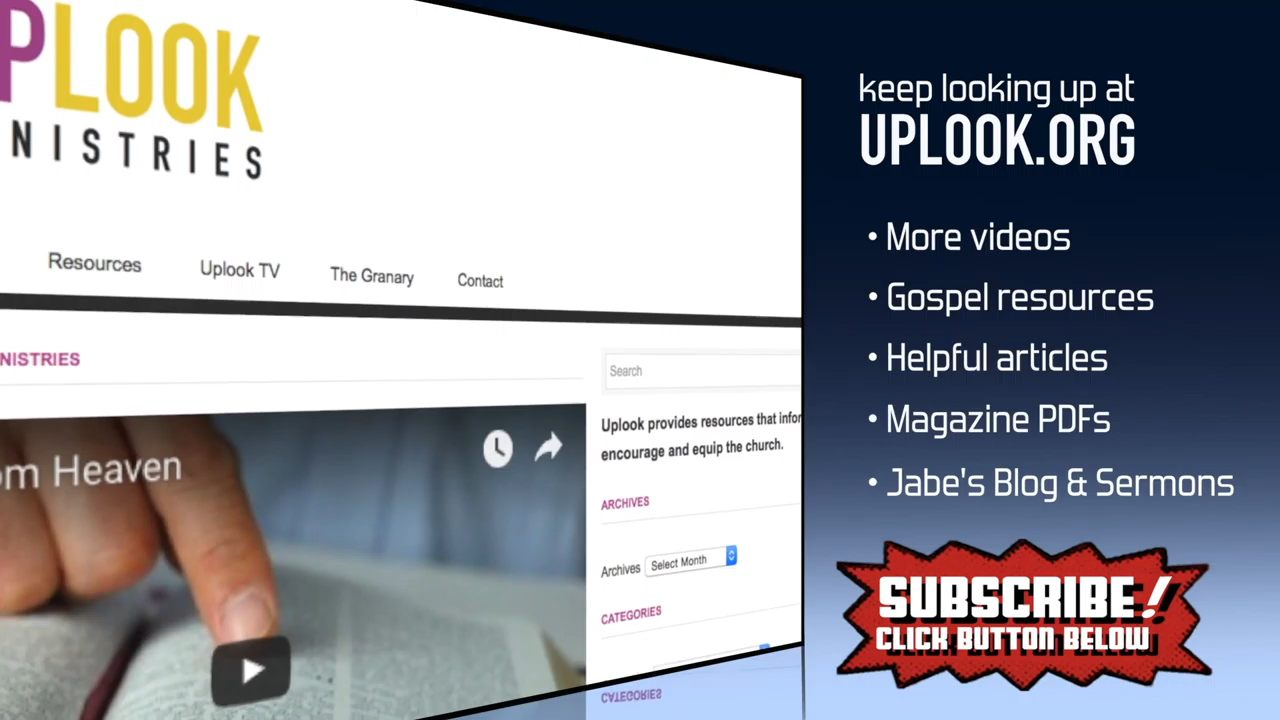 PLOOK
NISTRIES
Resources
Uplook TV
The Granary
Contact
NISTRIES
om Heaven
Search
Uplook provides resources that infor
encourage and equip the church.
ARCHIVES
Archives Select Month
CATEGORIES
CATEGORIES
keep looking up at
UPLOOK.ORG
• More videos
• Gospel resources
• Helpful articles
• Magazine PDFs
• Jabe's Blog & Sermons
SUBSCRIBE!
CLICK BUTTON BELOW